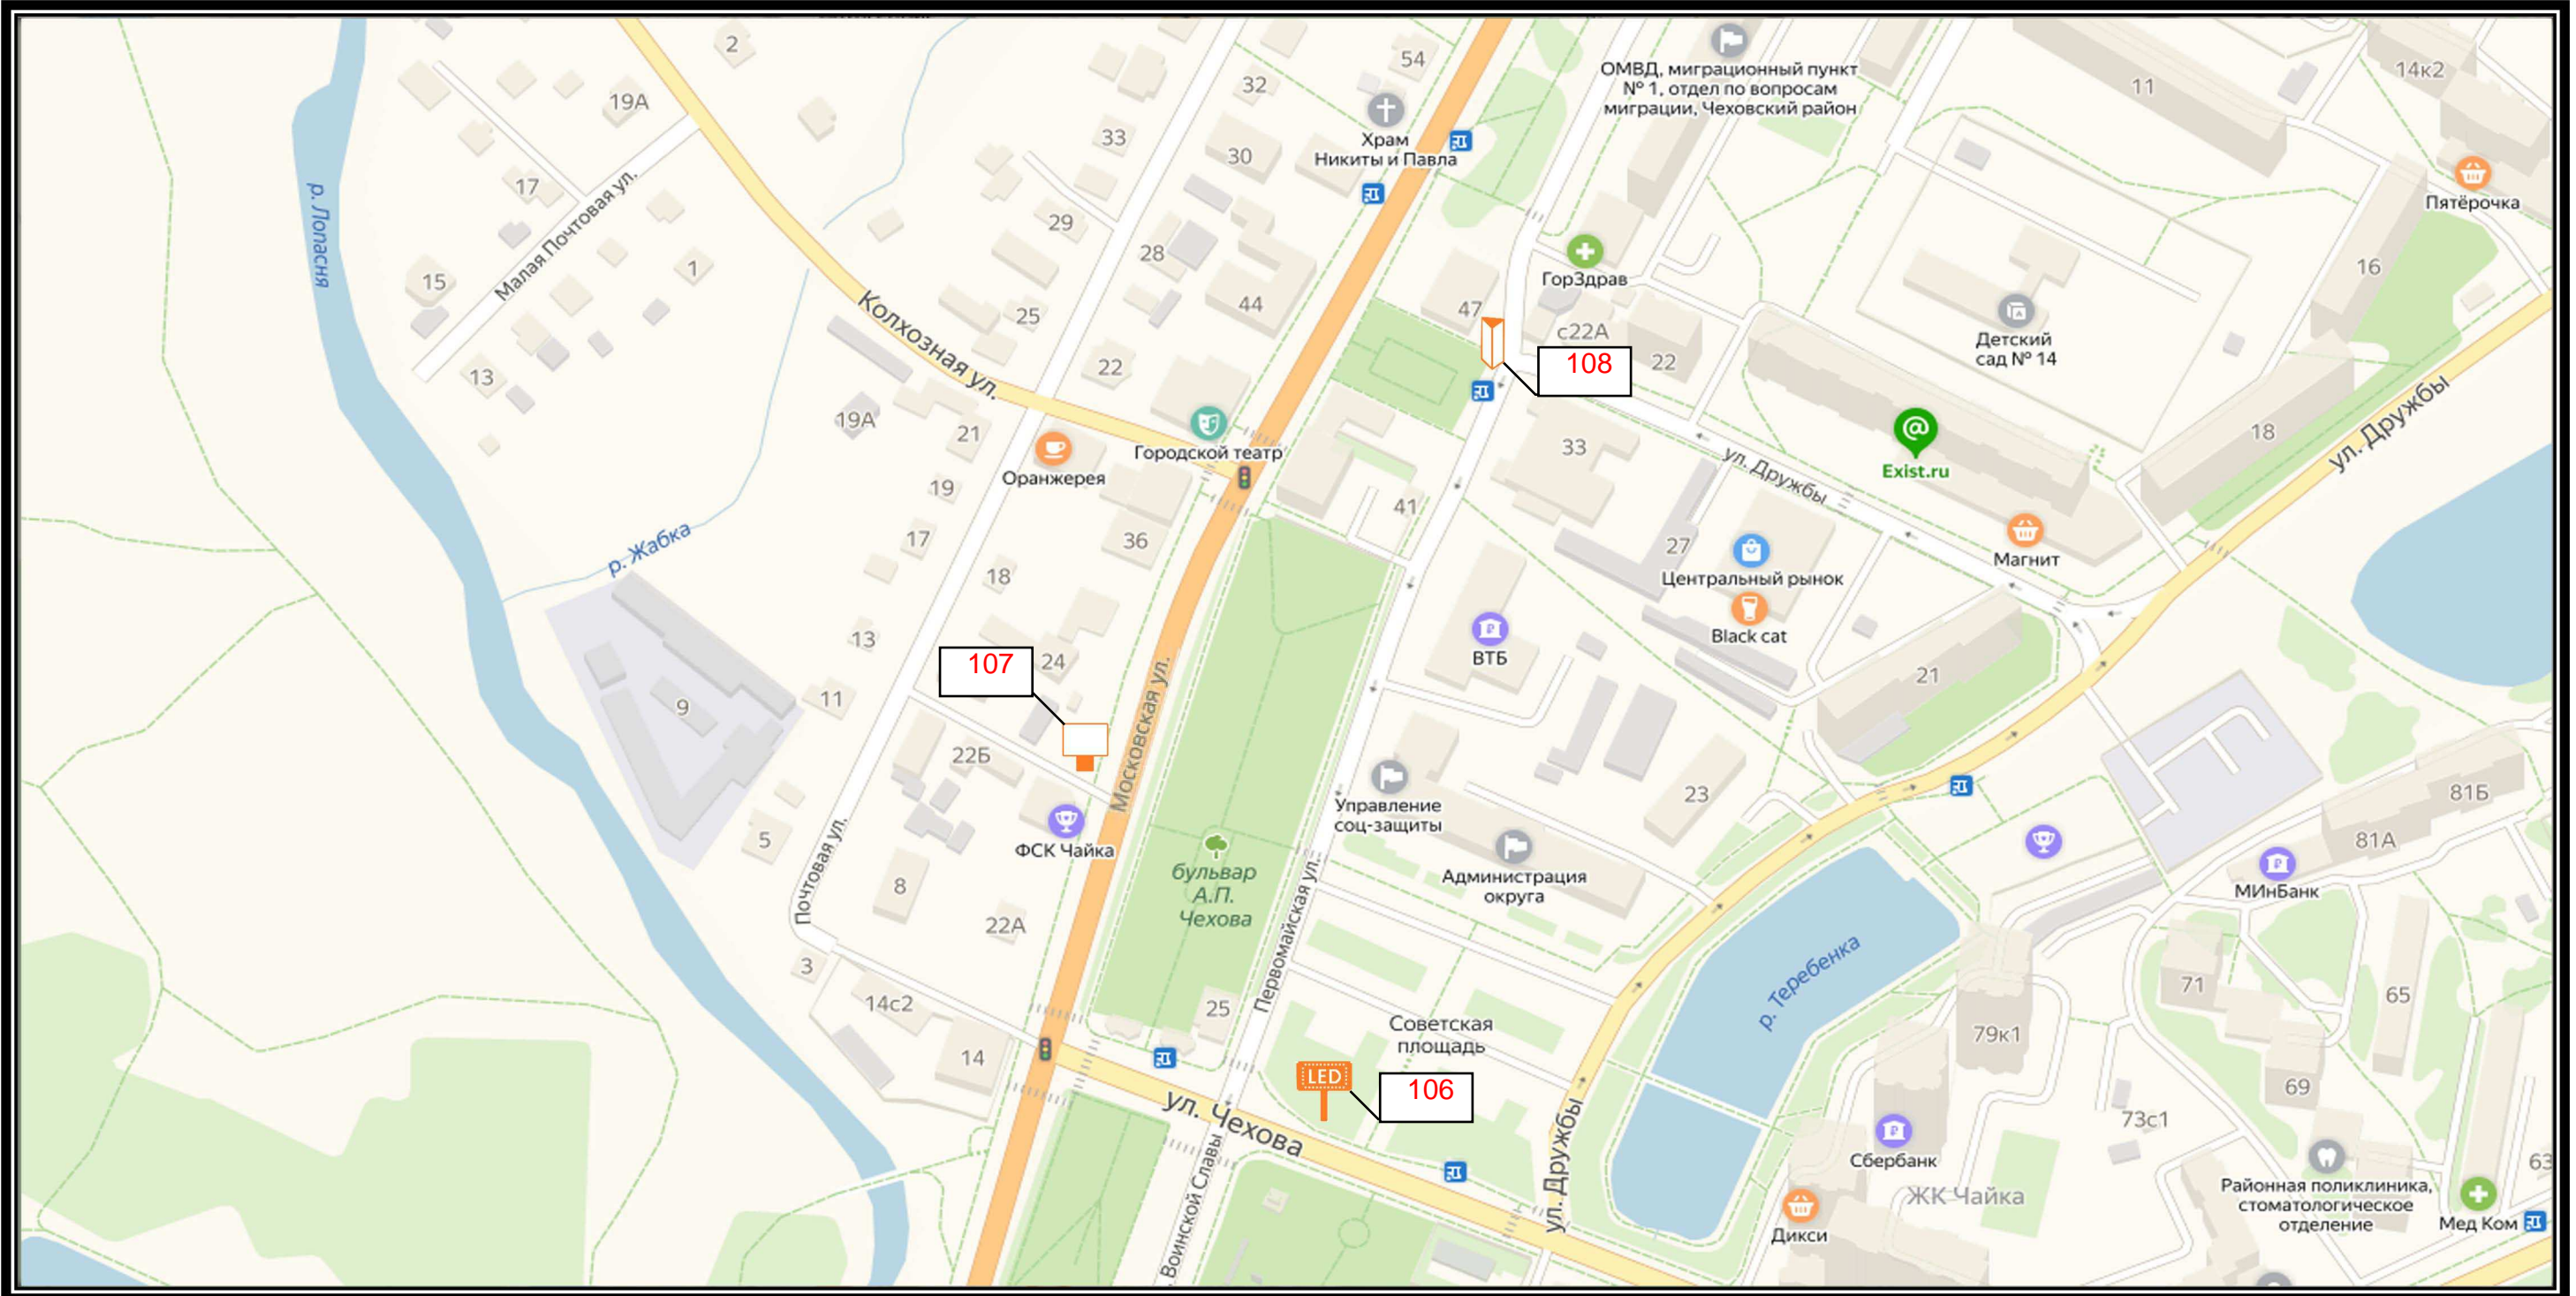 2
54
ОМВД, миграционный пункт
№ 1, отдел по вопросам
миграции, Чеховский район
11
14к2
19А
32
33
Храм
Никиты и Павла
30
17
р. Лопасня
Малая Почтовая ул.
29
28
Пятёрочка
15
1
ГорЗдрав
16
Колхозная ул.
25
44
47
с22А
108
22
Детский
сад № 14
13
22
19А
21
Городской театр
Оранжерея
33
ул. Дружбы
Exist.ru
18
ул. Дружбы
19
41
17
36
27
Магнит
р. Жабка
Центральный рынок
18
Black cat
13
ВТБ
107
24
21
11
9
Московская ул.
22Б
Управление
соц-защиты
23
81Б
5
ФСК Чайка
81А
Почтовая ул.
8
бульвар
А.П.
Чехова
Администрация
округа
МИнБанк
22А
Первомайская ул.
р. Теребенка
3
14с2
25
71
65
Советская
площадь
79к1
14
LED
106
69
ул. Чехова
73с1
ул. Дружбы
Воинской Славы
Сбербанк
63
ЖК Чайка
Районная поликлиника,
стоматологическое
отделение
Дикси
Мед Ком